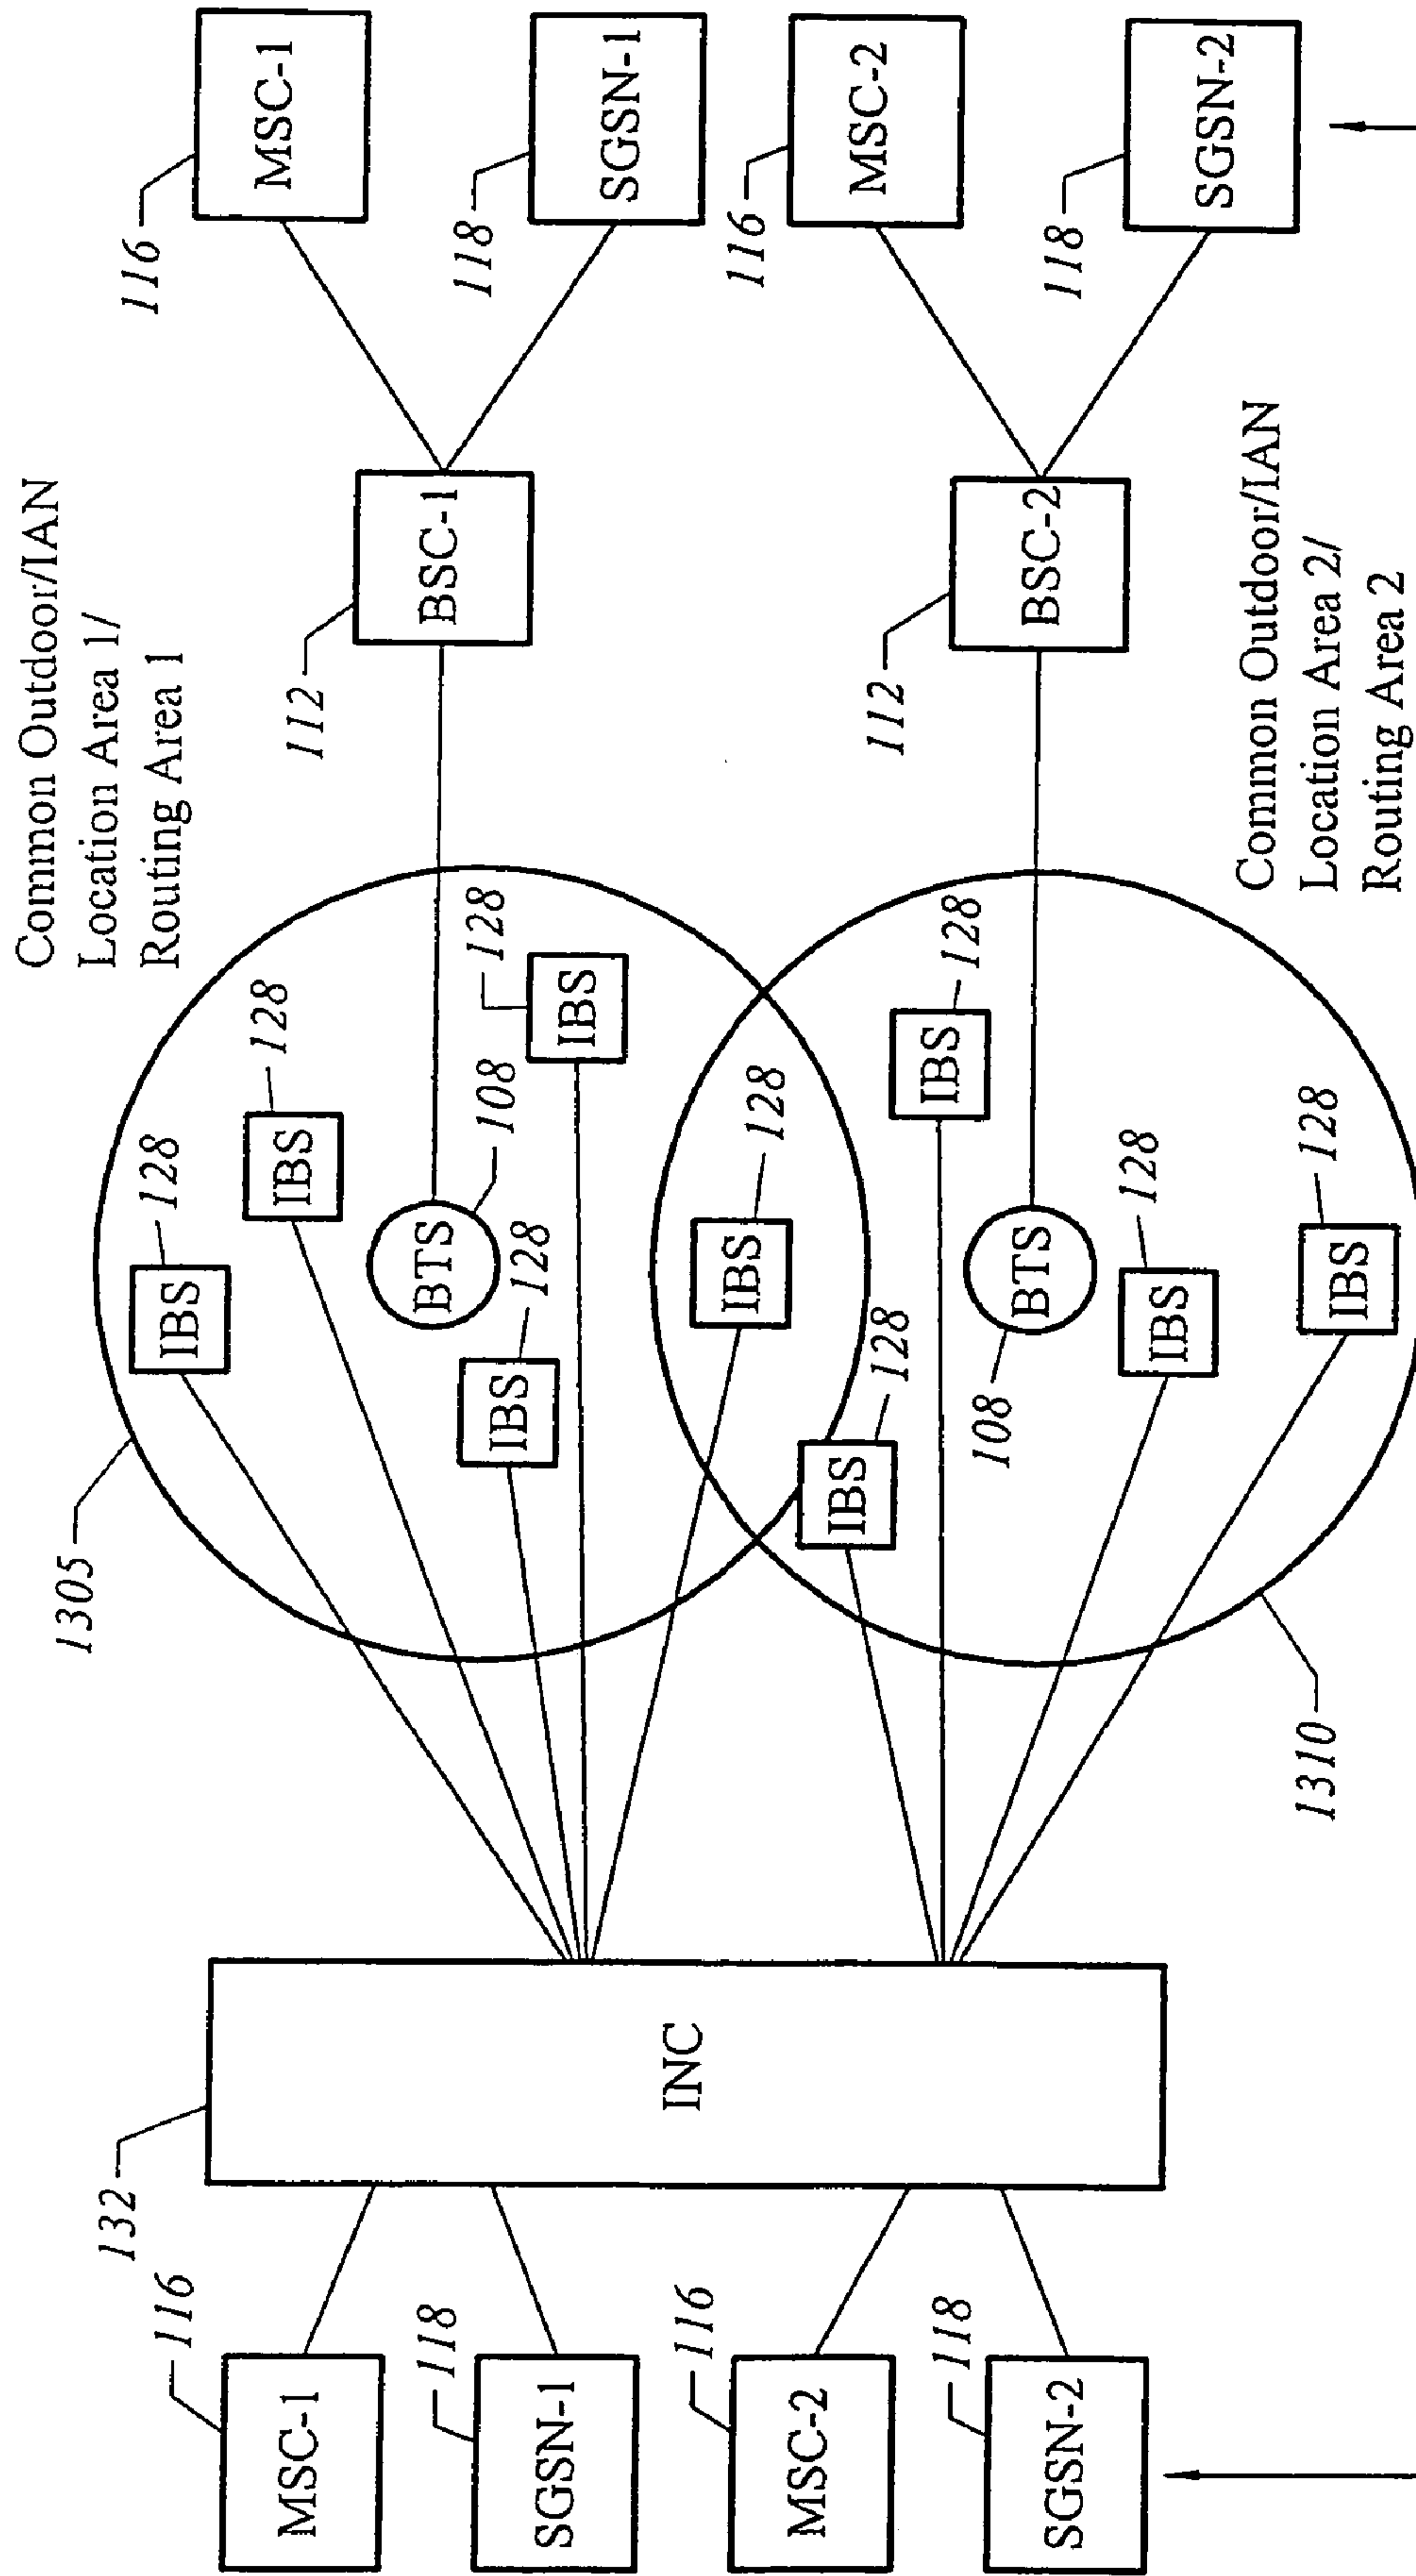 Common Outdoor/IAN
Location Area 1/
Routing Area 1
116
MSC-1
118
SGSN-1
116
MSC-2
118
SGSN-2
132
INC
1305
128
IBS
128
IBS
108
BTS
128
IBS
128
IBS
128
IBS
128
IBS
128
IBS
108
BTS
128
IBS
128
IBS
1310
112
BSC-1
116
MSC-1
118
SGSN-1
112
BSC-2
116
MSC-2
118
SGSN-2
Common Outdoor/IAN
Location Area 2/
Routing Area 2